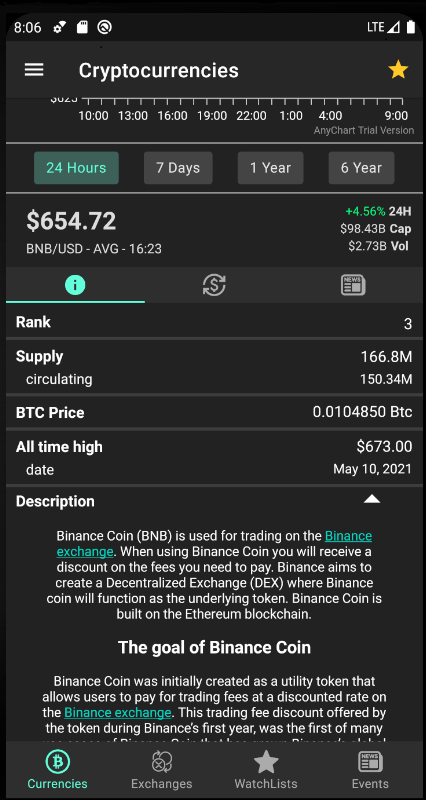 8:06 LTE
Cryptocurrencies
$625
10:00 13:00 16:00 19:00 22:00 1:00 4:00 9:00
AnyChart Trial Version
24 Hours 7 Days 1 Year 6 Year
$654.72
BNB/USD - AVG - 16:23
+4.56% 24H
$98.43B Cap
$2.73B Vol
NEWS
Rank 3
Supply 166.8M
circulating 150.34M
BTC Price 0.0104850 Btc
All time high $673.00
date May 10, 2021
Description
Binance Coin (BNB) is used for trading on the Binance
exchange. When using Binance Coin you will receive a
discount on the fees you need to pay. Binance aims to
create a Decentralized Exchange (DEX) where Binance
coin will function as the underlying token. Binance Coin is
built on the Ethereum blockchain.
The goal of Binance Coin
Binance Coin was initially created as a utility token that
allows users to pay for trading fees at a discounted rate on
the Binance exchange. This trading fee discount offered by
the token during Binance's first year, was the first of many
NEWS
Currencies Exchanges WatchLists Events